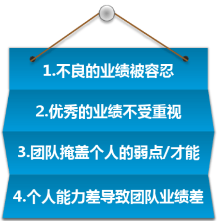 1.不良的业绩被容忍
2.优秀的业绩不受重视
3.团队掩盖个人的弱点/才能
4.个人能力差导致团队业绩差